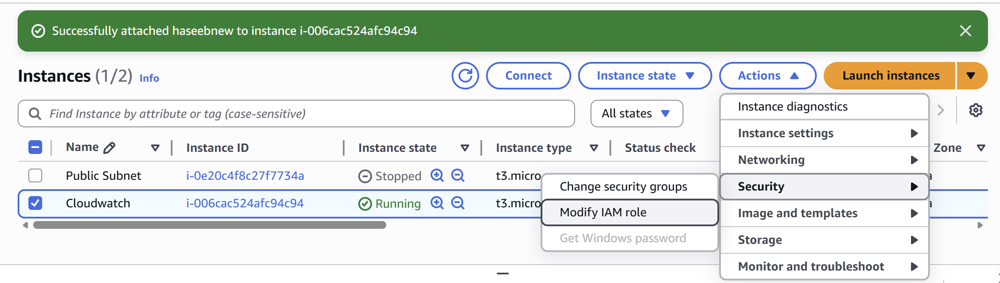 Successfully attached haseebnew to instance i-006cac524afc94c94
Instances (1/2) Info
Connect
Instance state
Actions
Launch instances
Find Instance by attribute or tag (case-sensitive)
All states
Name
Instance ID
Instance state
Instance type
Status check
Zone
Public Subnet
i-0e20c4f8c27f7734a
Stopped
t3.micro
Cloudwatch
i-006cac524afc94c94
Running
t3.micro
Instance diagnostics
Instance settings
Networking
Security
Image and templates
Storage
Monitor and troubleshoot
Change security groups
Modify IAM role
Get Windows password